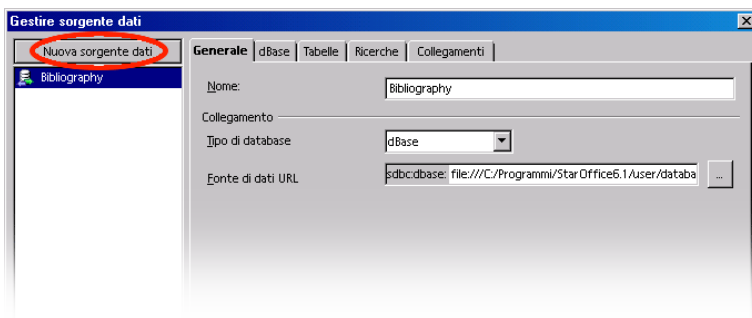 Gestire sorgente dati
Nuova sorgente dati
Bibliography
Generale dBase Tabelle Ricerche Collegamenti
Nome: Bibliography
Collegamento
Tipo di database dBase
Fonte di dati URL sdbc:dbase: file:///C:/Programmi/StarOffice6.1/user/databa ...